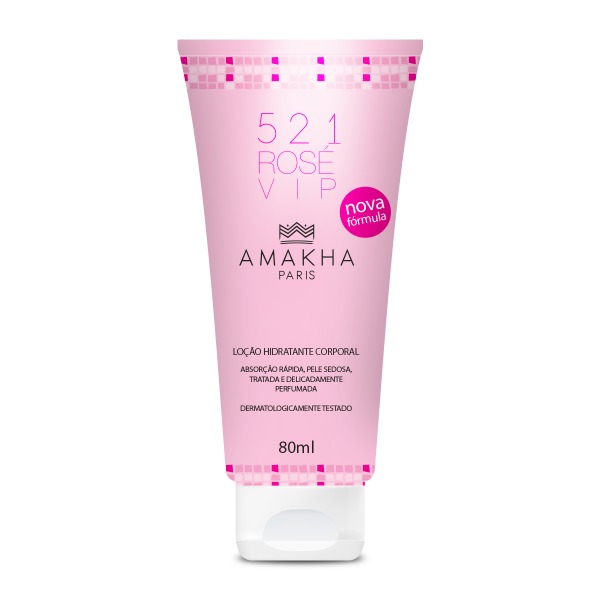 521
ROSÉ
VIP
nova
fórmula
AMAKHA
PARIS
LOÇÃO HIDRATANTE CORPORAL
ABSORÇÃO RÁPIDA, PELE SEDOSA,
TRATADA E DELICADAMENTE
PERFUMADA
DERMATOLOGICAMENTE TESTADO
80ml